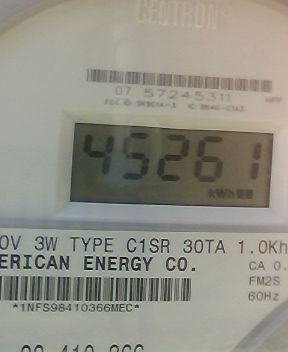 CENTRON
07 57245311
45261
kWh
0V 3W TYPE C1SR 30TA 1.0Kh
ERICAN ENERGY CO.
CA 0.
FM2S
60Hz
*1NFS98410366MEC*